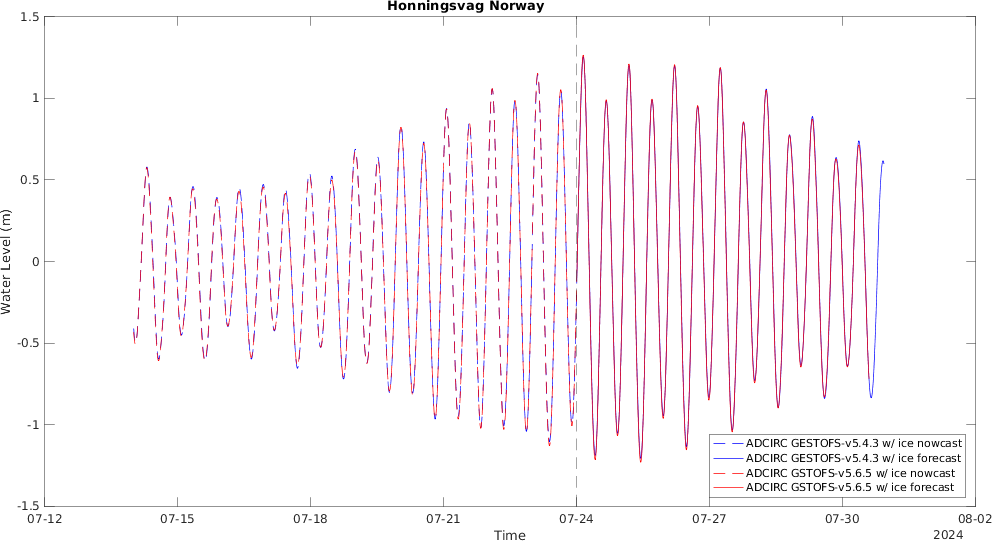 Honningsvag Norway
1.5
1
0.5
0
-0.5
-1
-1.5
Water Level (m)
07-12
07-15
07-18
07-21
07-24
07-27
07-30
08-02
Time
2024
ADCIRC GESTOFS-v5.4.3 w/ ice nowcast
ADCIRC GESTOFS-v5.4.3 w/ ice forecast
ADCIRC GSTOFS-v5.6.5 w/ ice nowcast
ADCIRC GSTOFS-v5.6.5 w/ ice forecast